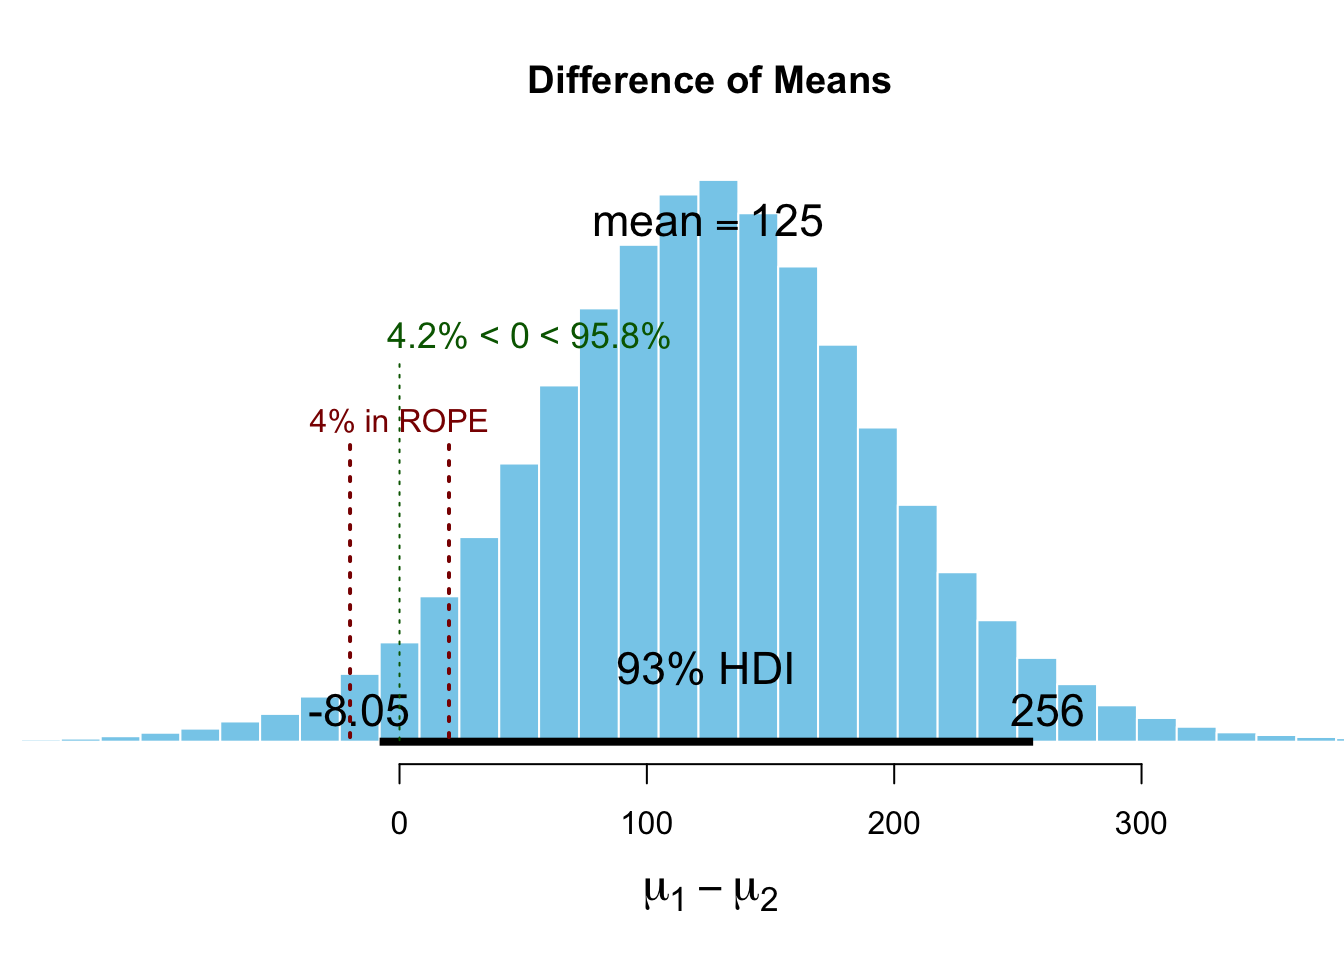 Difference of Means
mean = 125
4.2% < 0 < 95.8%
4% in ROPE
93% HDI
-8.05 256
0 100 200 300
μ1 − μ2